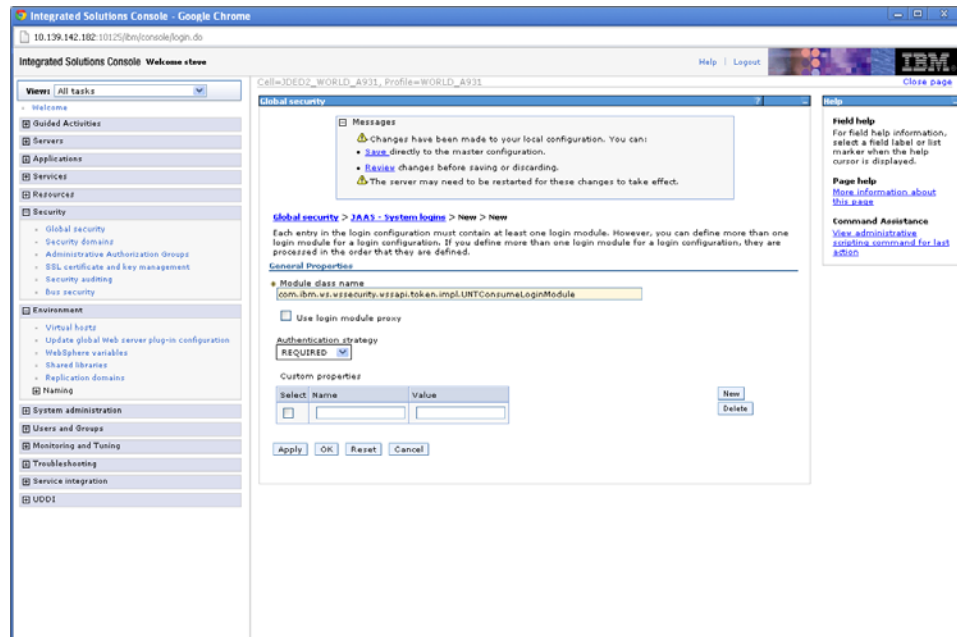 Integrated Solutions Console - Google Chrome
10.139.142.182:10125/ibm/console/login.do
Integrated Solutions Console Welcome steve
Help | Logout
IBM.
View: All tasks
Cell=JDED2_WORLD_A931, Profile=WORLD_A931
Close page
Welcome
Guided Activities
Servers
Applications
Services
Resources
Security
Global security
Security domains
Administrative Authorization Groups
SSL certificate and key management
Security auditing
Bus security
Environment
Virtual hosts
Update global Web server plug-in configuration
WebSphere variables
Shared libraries
Replication domains
Naming
System administration
Users and Groups
Monitoring and Tuning
Troubleshooting
Service integration
UDDI
Global security
?
Messages
Changes have been made to your local configuration. You can:
Save directly to the master configuration.
Review changes before saving or discarding.
The server may need to be restarted for these changes to take effect.
Global security > JAAS - System logins > New > New
Each entry in the login configuration must contain at least one login module. However, you can define more than one
login module for a login configuration. If you define more than one login module for a login configuration, they are
processed in the order that they are defined.
General Properties
Module class name
com.ibm.ws.wssecurity.wssapi.token.impl.UNTConsumeLoginModule
Use login module proxy
Authentication strategy
REQUIRED
Custom properties
Select Name Value
New
Delete
Apply OK Reset Cancel
Help
Field help
For field help information,
select a field label or list
marker when the help
cursor is displayed.
Page help
More information about
this page
Command Assistance
View administrative
scripting command for last
action